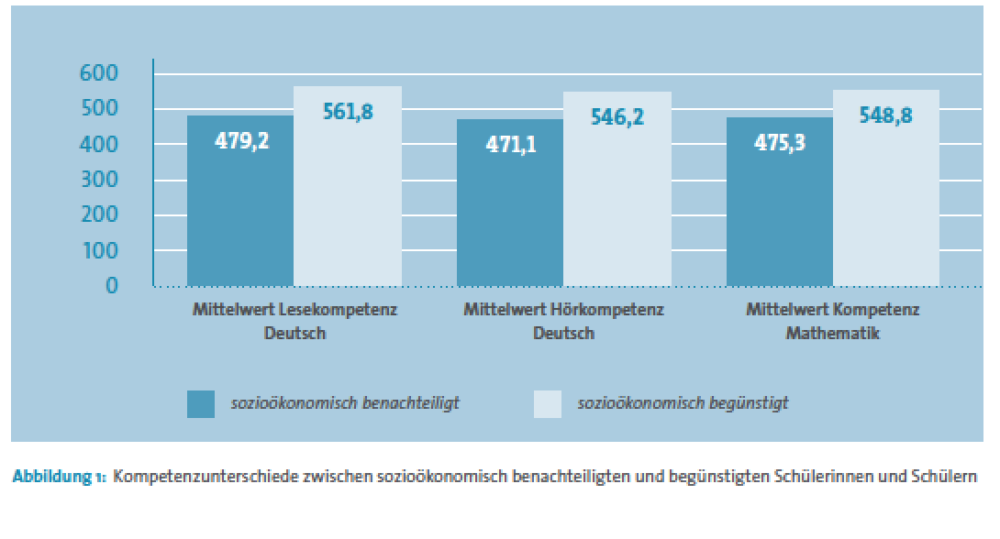 600
500
400
300
200
100
0
479,2
561,8
471,1
546,2
475,3
548,8
Mittelwert Lesekompetenz
Deutsch
Mittelwert Hörkompetenz
Deutsch
Mittelwert Kompetenz
Mathematik
sozioökonomisch benachteiligt
sozioökonomisch begünstigt
Abbildung 1: Kompetenzunterschiede zwischen sozioökonomisch benachteiligten und begünstigten Schülerinnen und Schülern